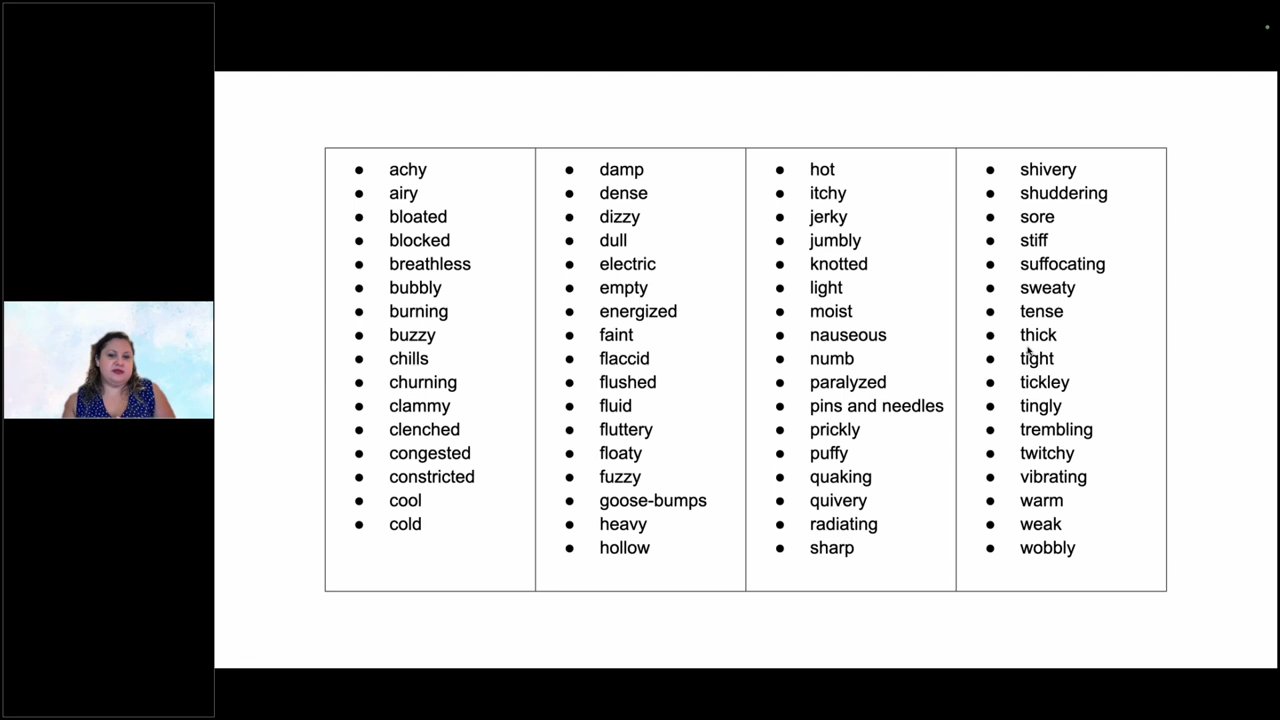 achy
airy
bloated
blocked
breathless
bubbly
burning
buzzy
chills
churning
clammy
clenched
congested
constricted
cool
cold
damp
dense
dizzy
dull
electric
empty
energized
faint
flaccid
flushed
fluid
fluttery
floaty
fuzzy
goose-bumps
heavy
hollow
hot
itchy
jerky
jumbly
knotted
light
moist
nauseous
numb
paralyzed
pins and needles
prickly
puffy
quaking
quivery
radiating
sharp
shivery
shuddering
sore
stiff
suffocating
sweaty
tense
thick
tight
tickley
tingly
trembling
twitchy
vibrating
warm
weak
wobbly